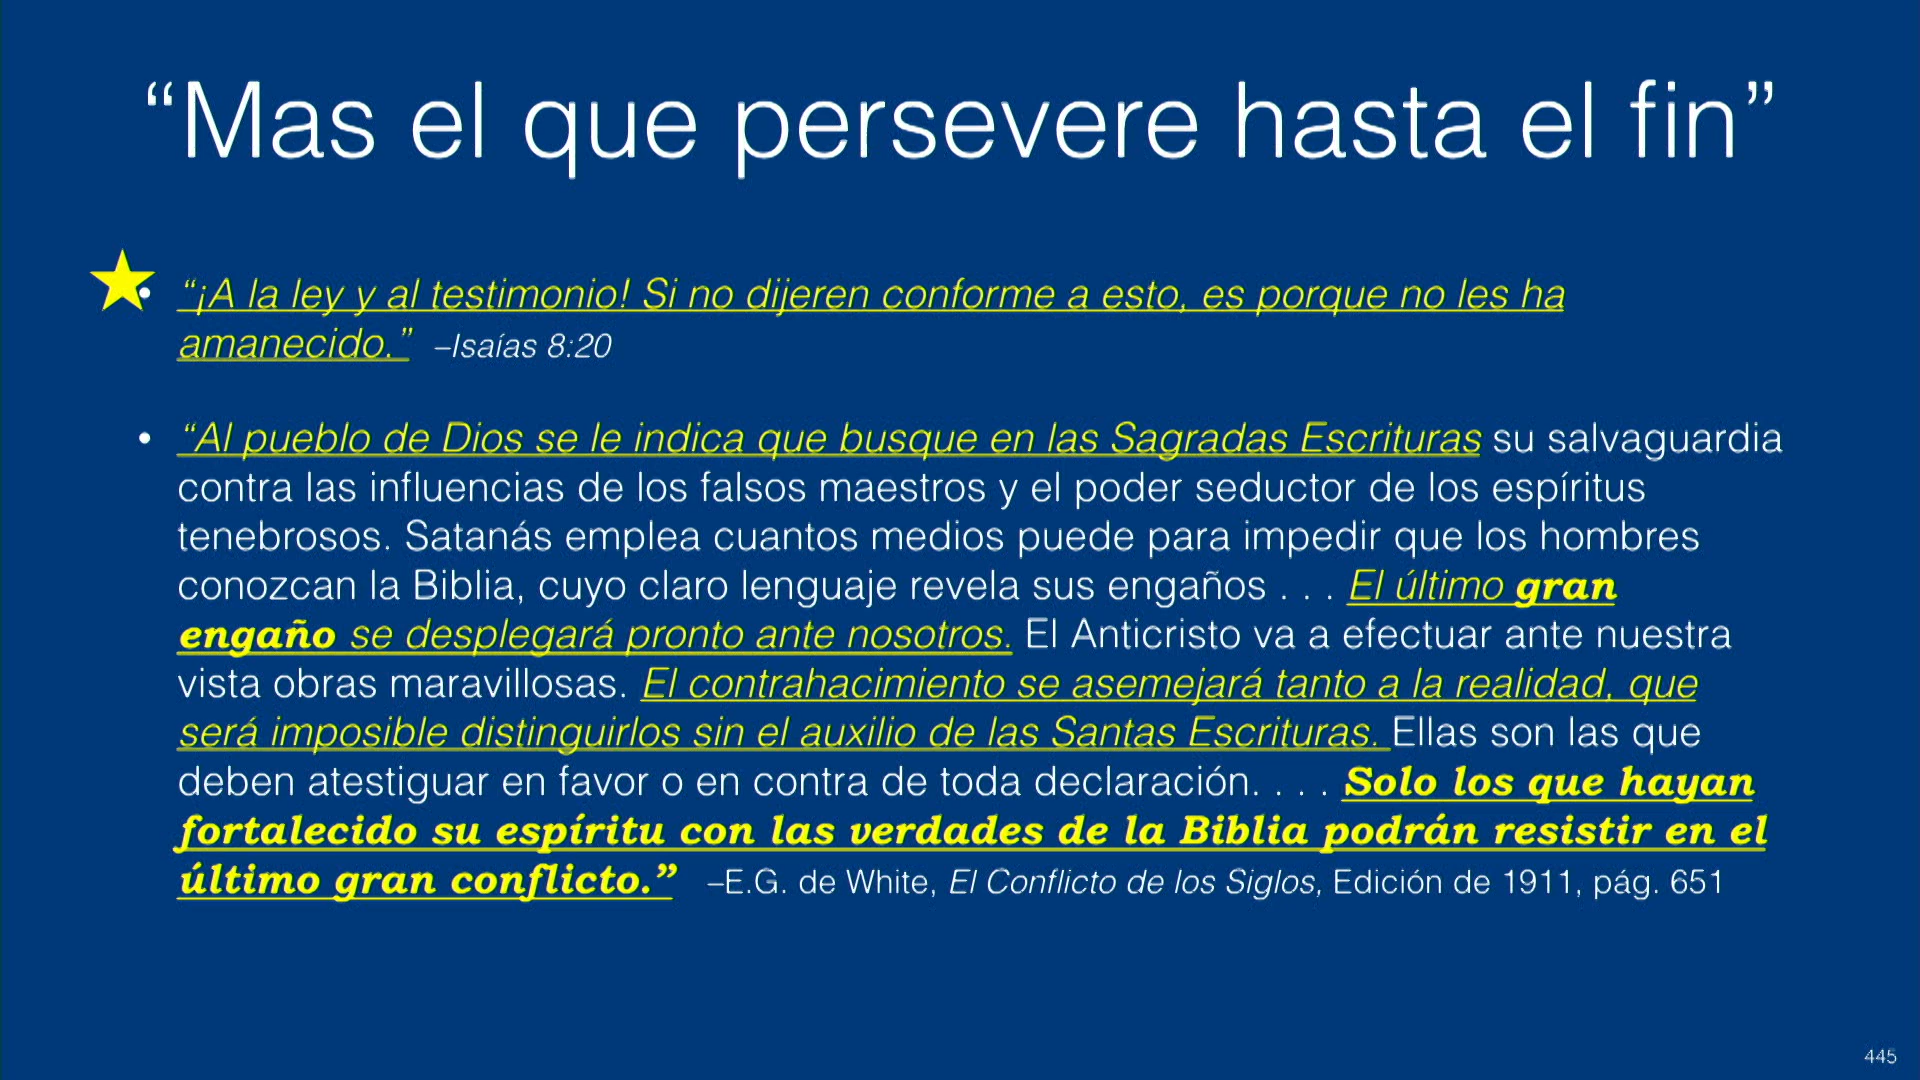 “Mas el que persevere hasta el fin”
• “¡A la ley y al testimonio! Si no dijeren conforme a esto, es porque no les ha
amanecido.” –Isaías 8:20
• “Al pueblo de Dios se le indica que busque en las Sagradas Escrituras su salvaguardia
contra las influencias de los falsos maestros y el poder seductor de los espíritus
tenebrosos. Satanás emplea cuantos medios puede para impedir que los hombres
conozcan la Biblia, cuyo claro lenguaje revela sus engaños . . . El último gran
engaño se desplegará pronto ante nosotros. El Anticristo va a efectuar ante nuestra
vista obras maravillosas. El contrahacimiento se asemejará tanto a la realidad, que
será imposible distinguirlos sin el auxilio de las Santas Escrituras. Ellas son las que
deben atestiguar en favor o en contra de toda declaración. . . . Solo los que hayan
fortalecido su espíritu con las verdades de la Biblia podrán resistir en el
último gran conflicto.” –E.G. de White, El Conflicto de los Siglos, Edición de 1911, pág. 651
445